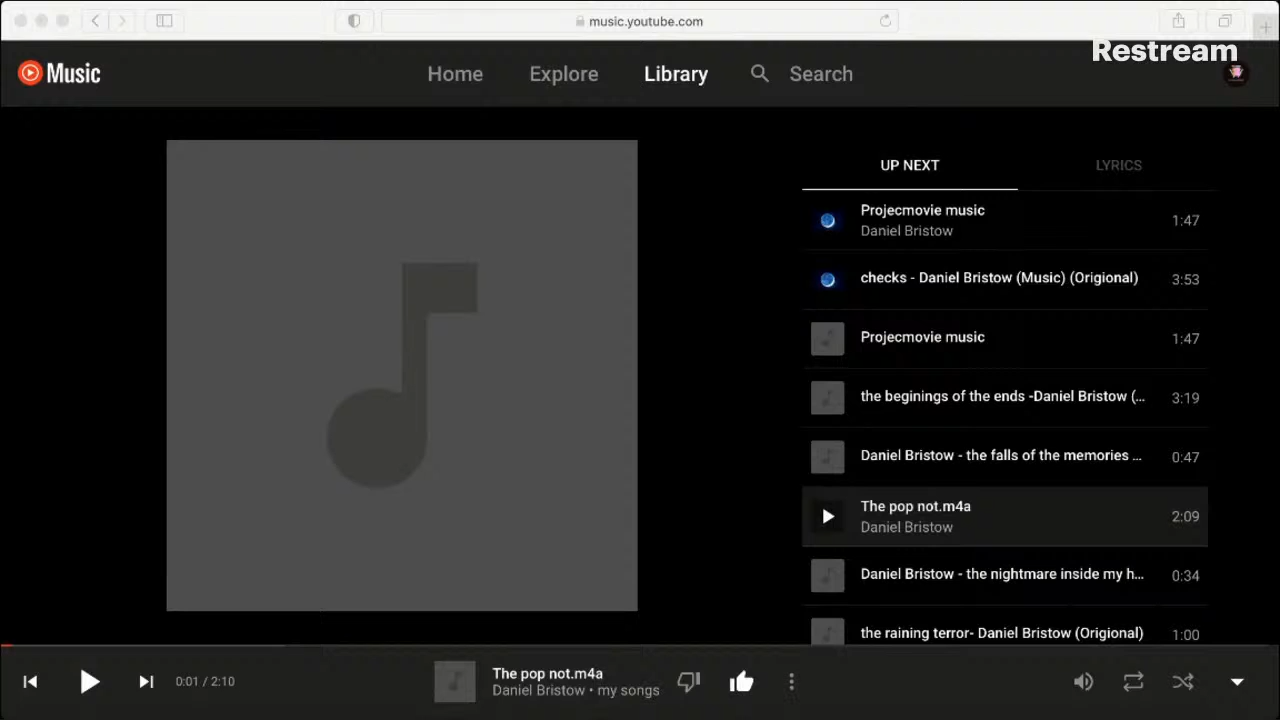 music.youtube.com
Restream
Music
Home
Explore
Library
Search
UP NEXT
LYRICS
Projecmovie music
1:47
Daniel Bristow
checks - Daniel Bristow (Music) (Origional)
3:53
Projecmovie music
1:47
the beginings of the ends -Daniel Bristow (...
3:19
Daniel Bristow - the falls of the memories ...
0:47
The pop not.m4a
2:09
Daniel Bristow
Daniel Bristow - the nightmare inside my h...
0:34
the raining terror- Daniel Bristow (Origional)
1:00
0:01 / 2:10
The pop not.m4a
Daniel Bristow • my songs